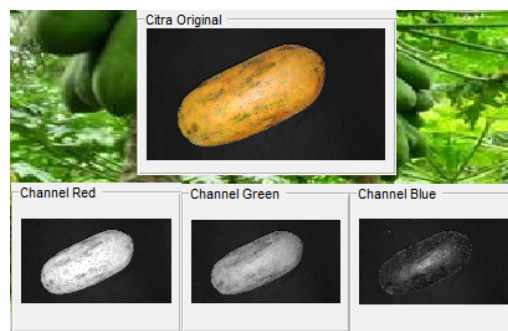 Citra Original
Channel Red
Channel Green
Channel Blue